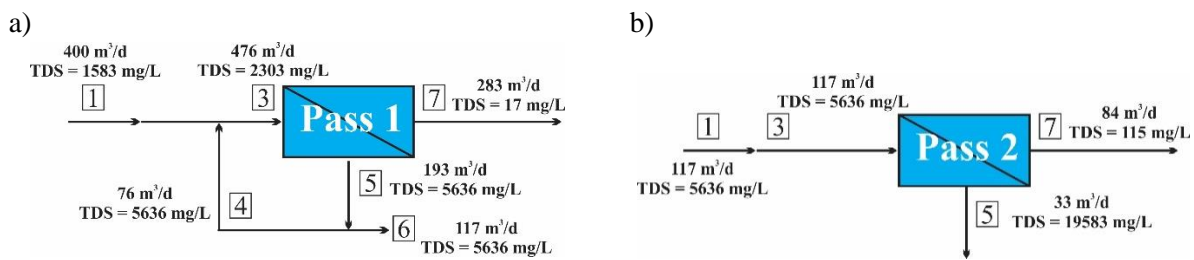 a)
400 m³/d
TDS = 1583 mg/L
1
476 m³/d
TDS = 2303 mg/L
3
Pass 1
7
283 m³/d
TDS = 17 mg/L
76 m³/d
TDS = 5636 mg/L
4
5
193 m³/d
TDS = 5636 mg/L
6
117 m³/d
TDS = 5636 mg/L
b)
117 m³/d
TDS = 5636 mg/L
1
3
117 m³/d
TDS = 5636 mg/L
Pass 2
7
84 m³/d
TDS = 115 mg/L
5
33 m³/d
TDS = 19583 mg/L